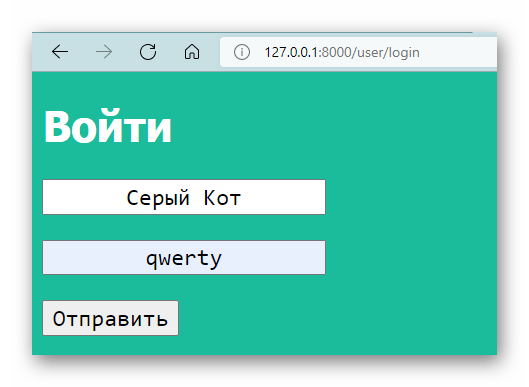 127.0.0.1:8000/user/login
Войти
Серый Кот
qwerty
Отправить